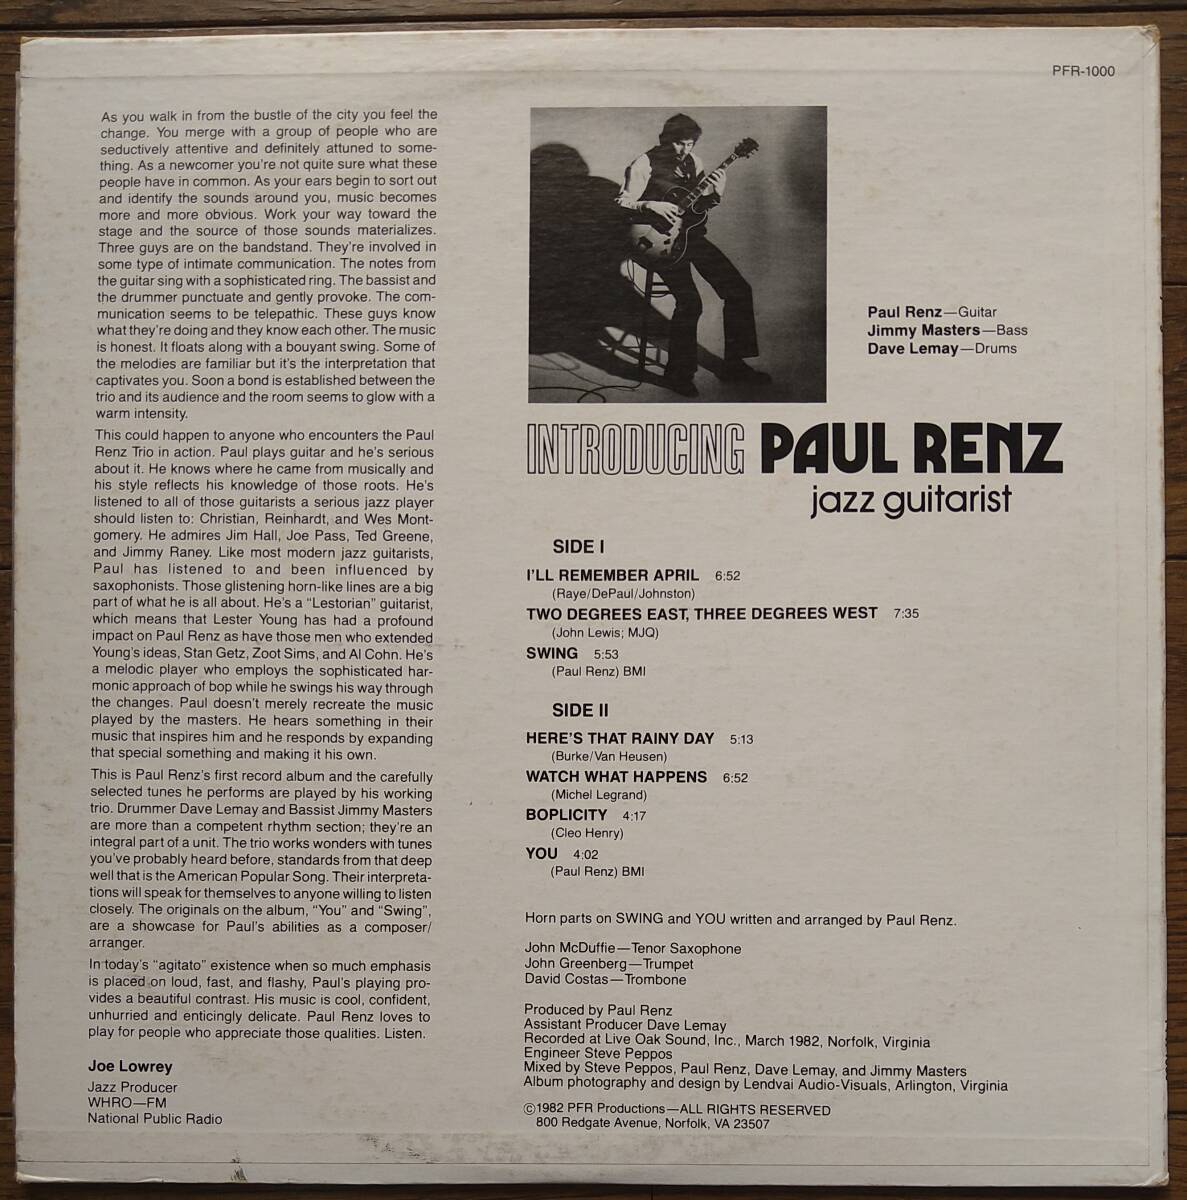 PFR-1000
As you walk in from the bustle of the city you feel the
change. You merge with a group of people who are
seductively attentive and definitely attuned to some-
thing. As a newcomer you're not quite sure what these
people have in common. As your ears begin to sort out
and identify the sounds around you, music becomes
more and more obvious. Work your way toward the
stage and the source of those sounds materializes.
Three guys are on the bandstand. They're involved in
some type of intimate communication. The notes from
the guitar sing with a sophisticated ring. The bassist and
the drummer punctuate and gently provoke. The com-
munication seems to be telepathic. These guys know
what they're doing and they know each other. The music
is honest. It floats along with a bouyant swing. Some of
the melodies are familiar but it's the interpretation that
captivates you. Soon a bond is established between the
trio and its audience and the room seems to glow with a
warm intensity.
This could happen to anyone who encounters the Paul
Renz Trio in action. Paul plays guitar and he's serious
about it. He knows where he came from musically and
his style reflects his knowledge of those roots. He's
listened to all of those guitarists a serious jazz player
should listen to: Christian, Reinhardt, and Wes Mont-
gomery. He admires Jim Hall, Joe Pass, Ted Greene,
and Jimmy Raney. Like most modern jazz guitarists,
Paul has listened to and been influenced by
saxophonists. Those glistening horn-like lines are a big
part of what he is all about. He's a "Lestorian" guitarist,
which means that Lester Young has had a profound
impact on Paul Renz as have those men who extended
Young's ideas, Stan Getz, Zoot Sims, and Al Cohn. He's
a melodic player who employs the sophisticated har-
monic approach of bop while he swings his way through
the changes. Paul doesn't merely recreate the music
played by the masters. He hears something in their
music that inspires him and he responds by expanding
that special something and making it his own.
This is Paul Renz's first record album and the carefully
selected tunes he performs are played by his working
trio. Drummer Dave Lemay and Bassist Jimmy Masters
are more than a competent rhythm section; they're an
integral part of a unit. The trio works wonders with tunes
you've probably heard before, standards from that deep
well that is the American Popular Song. Their interpreta-
tions will speak for themselves to anyone willing to listen
closely. The originals on the album, "You" and "Swing",
are a showcase for Paul's abilities as a composer/
arranger.
In today's "agitato" existence when so much emphasis
is placed on loud, fast, and flashy, Paul's playing pro-
vides a beautiful contrast. His music is cool, confident,
unhurried and enticingly delicate. Paul Renz loves to
play for people who appreciate those qualities. Listen.
Joe Lowrey
Jazz Producer
WHRO—FM
National Public Radio
Paul Renz—Guitar
Jimmy Masters—Bass
Dave Lemay—Drums
INTRODUCING PAUL RENZ
jazz guitarist
SIDE I
I'LL REMEMBER APRIL 6:52
(Raye/DePaul/Johnston)
TWO DEGREES EAST, THREE DEGREES WEST 7:35
(John Lewis; MJQ)
SWING 5:53
(Paul Renz) BMI
SIDE II
HERE'S THAT RAINY DAY 5:13
(Burke/Van Heusen)
WATCH WHAT HAPPENS 6:52
(Michel Legrand)
BOPLICITY 4:17
(Cleo Henry)
YOU 4:02
(Paul Renz) BMI
Horn parts on SWING and YOU written and arranged by Paul Renz.
John McDuffie—Tenor Saxophone
John Greenberg—Trumpet
David Costas—Trombone
Produced by Paul Renz
Assistant Producer Dave Lemay
Recorded at Live Oak Sound, Inc., March 1982, Norfolk, Virginia
Engineer Steve Peppos
Mixed by Steve Peppos, Paul Renz, Dave Lemay, and Jimmy Masters
Album photography and design by Lendvai Audio-Visuals, Arlington, Virginia
©1982 PFR Productions—ALL RIGHTS RESERVED
800 Redgate Avenue, Norfolk, VA 23507